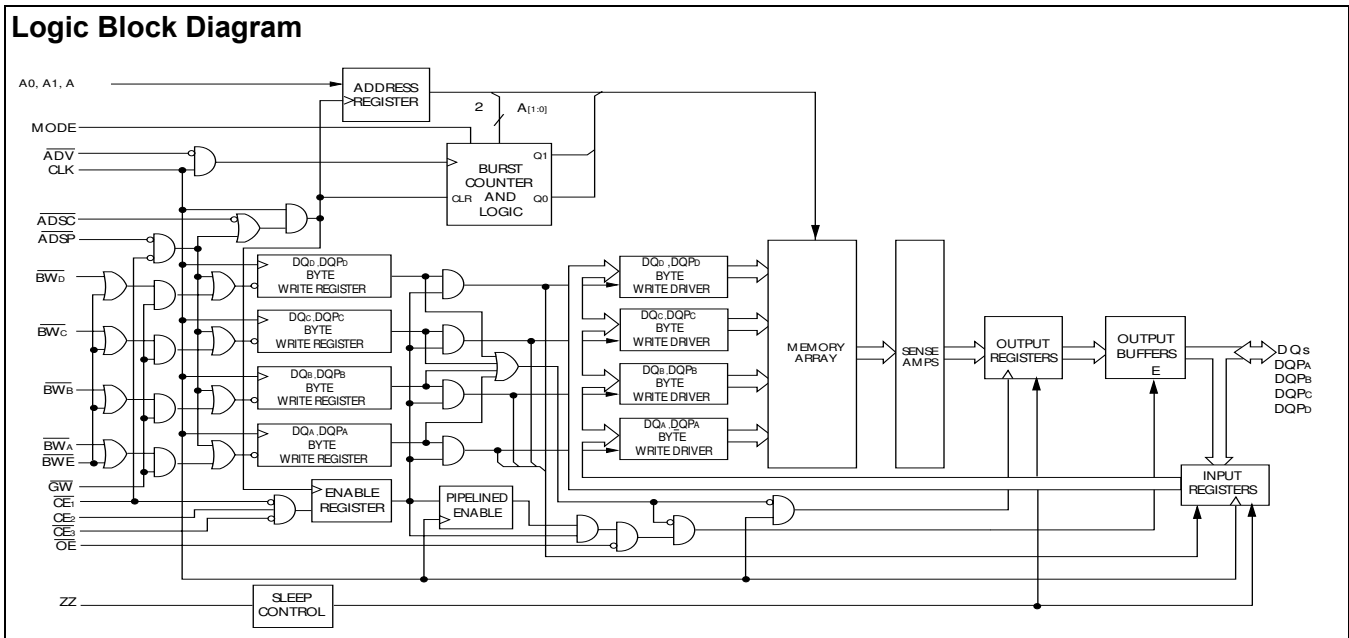 Logic Block Diagram
A0, A1, A
ADDRESS
REGISTER
2
A[1:0]
MODE
ADV
CLK
BURST
COUNTER
AND
LOGIC
CLR
Q1
Q0
ADSC
ADSP
BWD
BWC
BWB
BWA
BWE
GW
CE1
CE2
CE3
OE
ZZ
DQD, DQPD
BYTE
WRITE REGISTER
DQC, DQPC
BYTE
WRITE REGISTER
DQB, DQPB
BYTE
WRITE REGISTER
DQA, DQPA
BYTE
WRITE REGISTER
ENABLE
REGISTER
PIPELINED
ENABLE
SLEEP
CONTROL
DQD, DQPD
BYTE
WRITE DRIVER
DQC, DQPC
BYTE
WRITE DRIVER
DQB, DQPB
BYTE
WRITE DRIVER
DQA, DQPA
BYTE
WRITE DRIVER
MEMORY
ARRAY
SENSE
AMPS
OUTPUT
REGISTERS
OUTPUT
BUFFERS
E
INPUT
REGISTERS
DQs
DQPA
DQPB
DQPC
DQPD